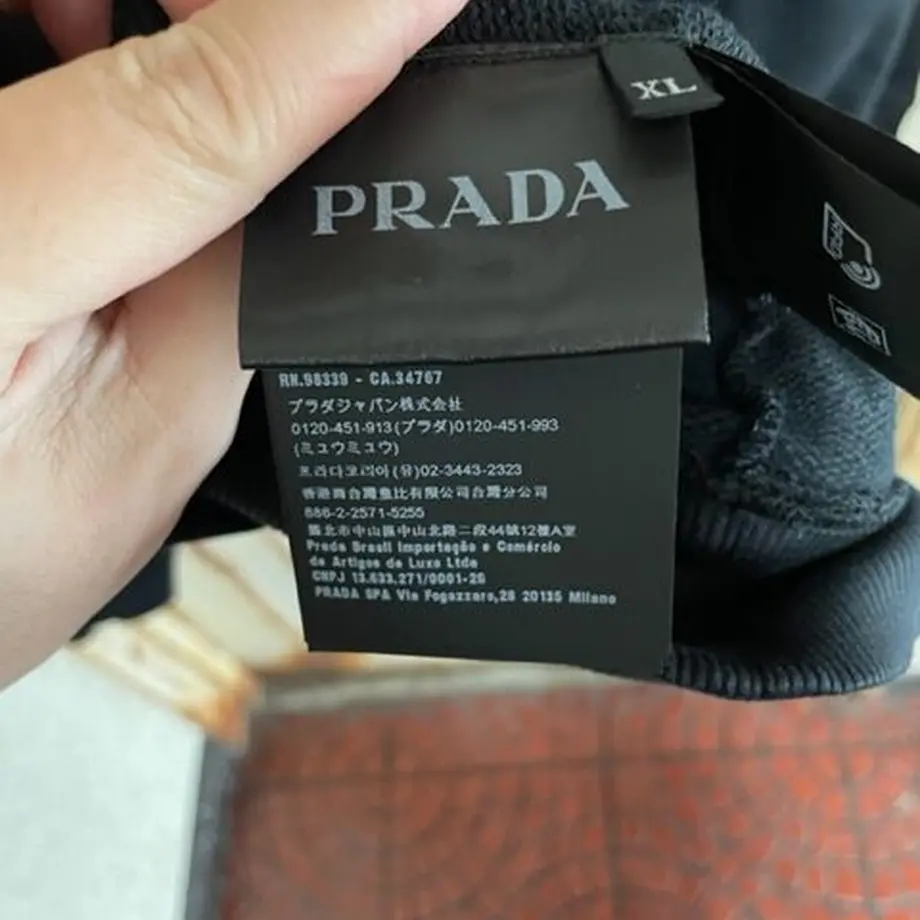 XL
PRADA
RN.98339 - CA.34767
プラダジャパン株式会社
0120-451-913(プラダ)0120-451-993
(ミュウミュウ)
프라다코리아(유)02-3443-2323
香港商台灣魚比有限公司台灣分公司
886-2-2571-5255
北市中山區中山北路二段44號12樓A室
Prada Brasil Importação e Comércio
de Artigos de Luxo Ltda
CNPJ 13.633.271/0001-26
PRADA SPA Via Fogazzaro,28 20135 Milano